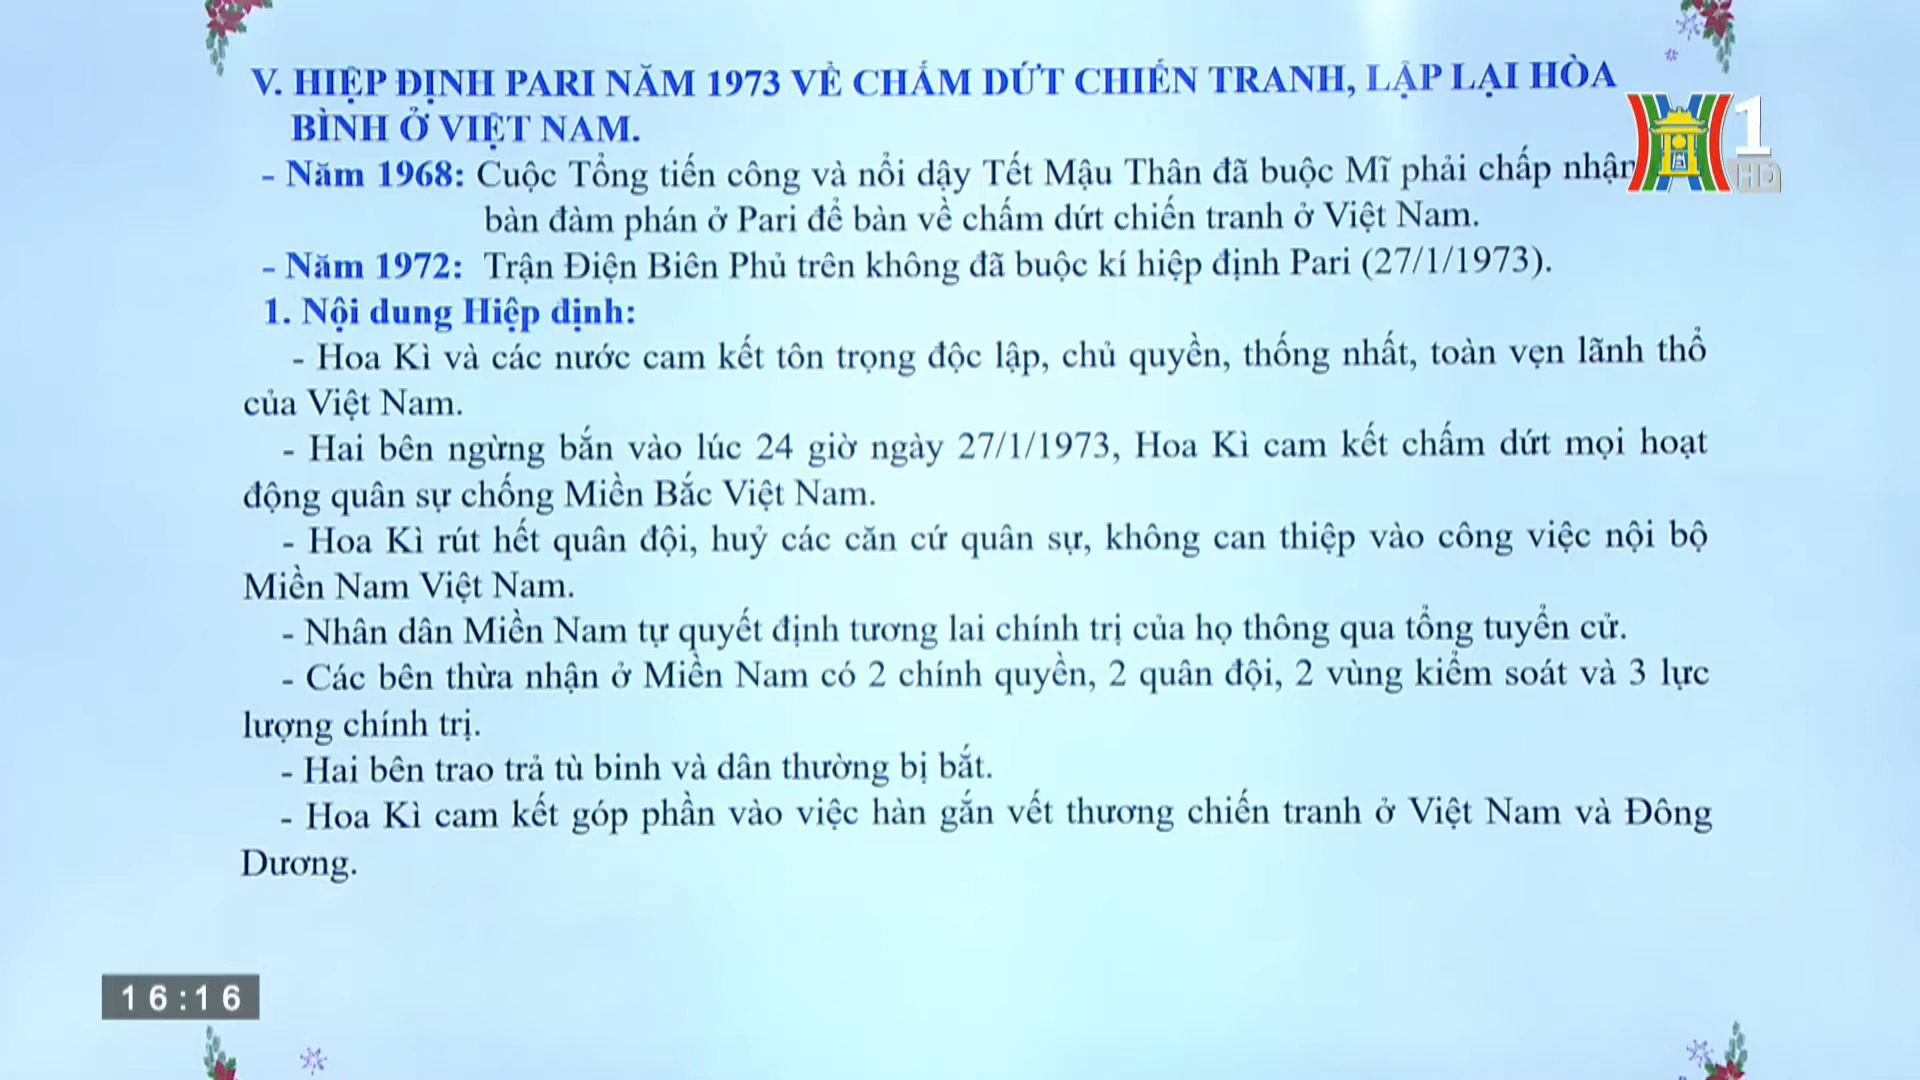 V. HIỆP ĐỊNH PARI NĂM 1973 VỀ CHẤM DỨT CHIẾN TRANH, LẬP LẠI HÒA
BÌNH Ở VIỆT NAM.
1
HD
- Năm 1968: Cuộc Tổng tiến công và nổi dậy Tết Mậu Thân đã buộc Mĩ phải chấp nhận
bàn đàm phán ở Pari để bàn về chấm dứt chiến tranh ở Việt Nam.
- Năm 1972: Trận Điện Biên Phủ trên không đã buộc kí hiệp định Pari (27/1/1973).
1. Nội dung Hiệp định:
- Hoa Kì và các nước cam kết tôn trọng độc lập, chủ quyền, thống nhất, toàn vẹn lãnh thổ
của Việt Nam.
- Hai bên ngừng bắn vào lúc 24 giờ ngày 27/1/1973, Hoa Kì cam kết chấm dứt mọi hoạt
động quân sự chống Miền Bắc Việt Nam.
- Hoa Kì rút hết quân đội, huỷ các căn cứ quân sự, không can thiệp vào công việc nội bộ
Miền Nam Việt Nam.
- Nhân dân Miền Nam tự quyết định tương lai chính trị của họ thông qua tổng tuyển cử.
- Các bên thừa nhận ở Miền Nam có 2 chính quyền, 2 quân đội, 2 vùng kiểm soát và 3 lực
lượng chính trị.
- Hai bên trao trả tù binh và dân thường bị bắt.
- Hoa Kì cam kết góp phần vào việc hàn gắn vết thương chiến tranh ở Việt Nam và Đông
Dương.
16:16